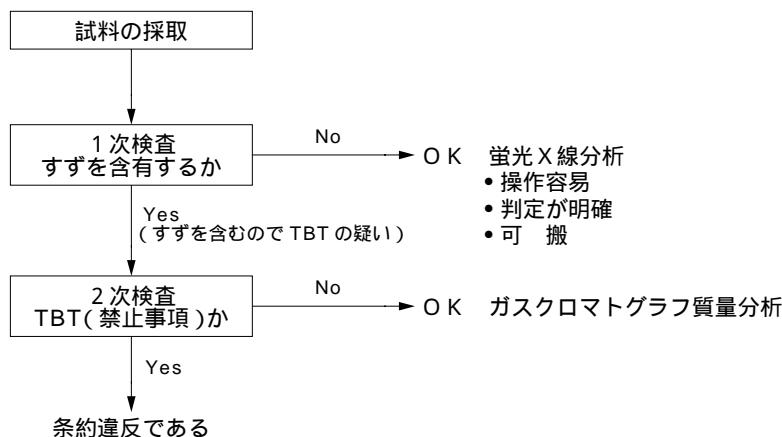 試料の採取
1次検査
すずを含有するか
No
OK 蛍光X線分析
•操作容易
•判定が明確
•可 搬
Yes
(すずを含むのでTBTの疑い)
2次検査
TBT(禁止事項)か
No
OK ガスクロマトグラフ質量分析
Yes
条約違反である